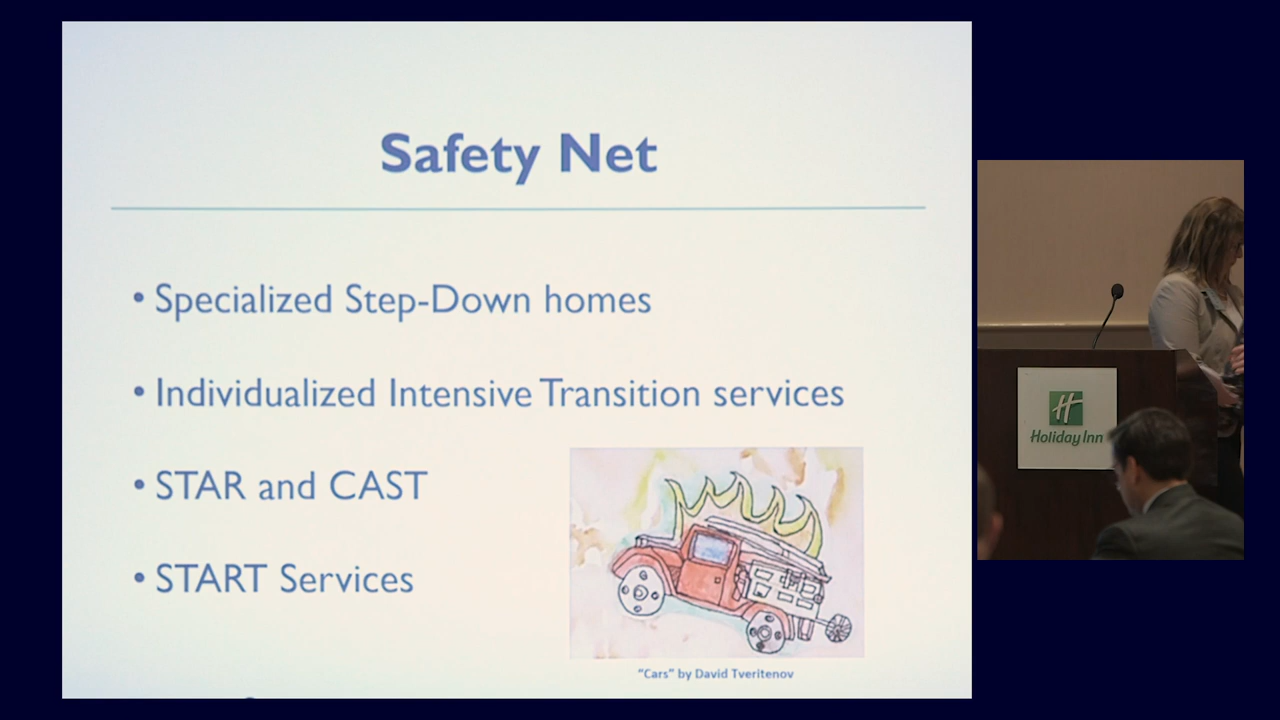 Safety Net
• Specialized Step-Down homes
• Individualized Intensive Transition services
• STAR and CAST
• START Services
"Cars" by David Tveritenov
H
Holiday Inn